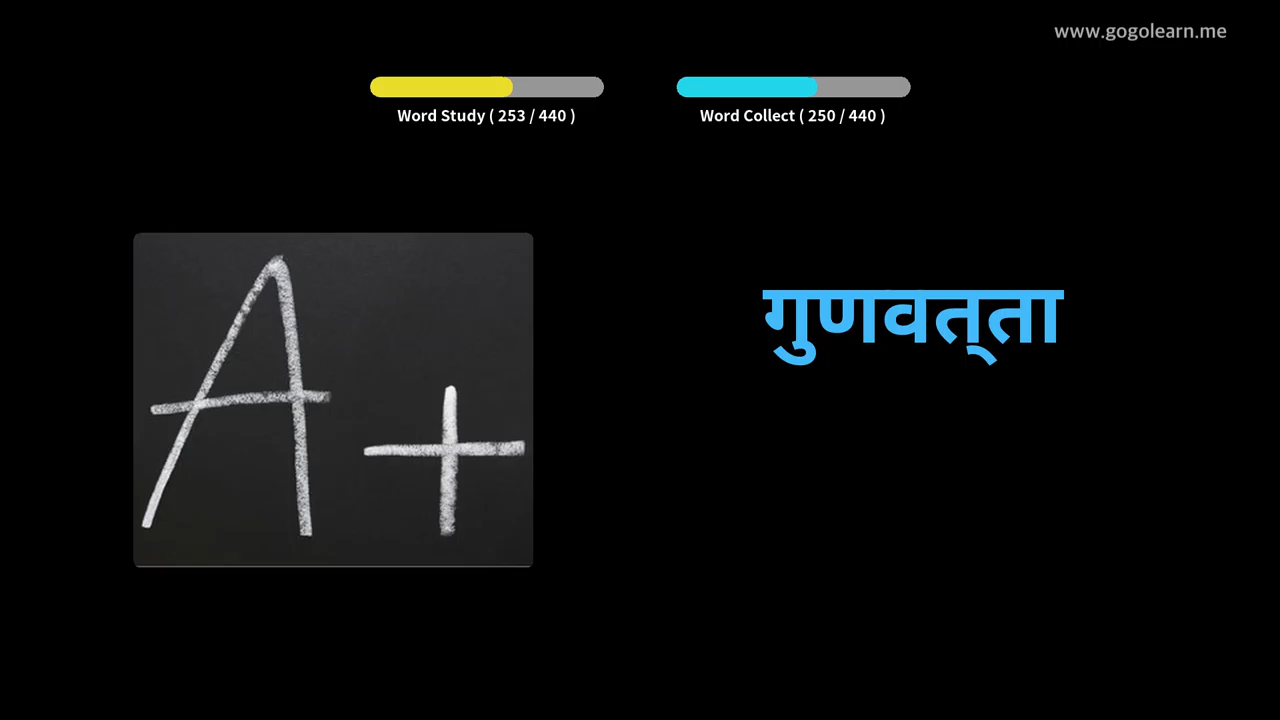 www.gogolearn.me
Word Study ( 253 / 440 )
Word Collect ( 250 / 440 )
A+
गुणवत्‌ता